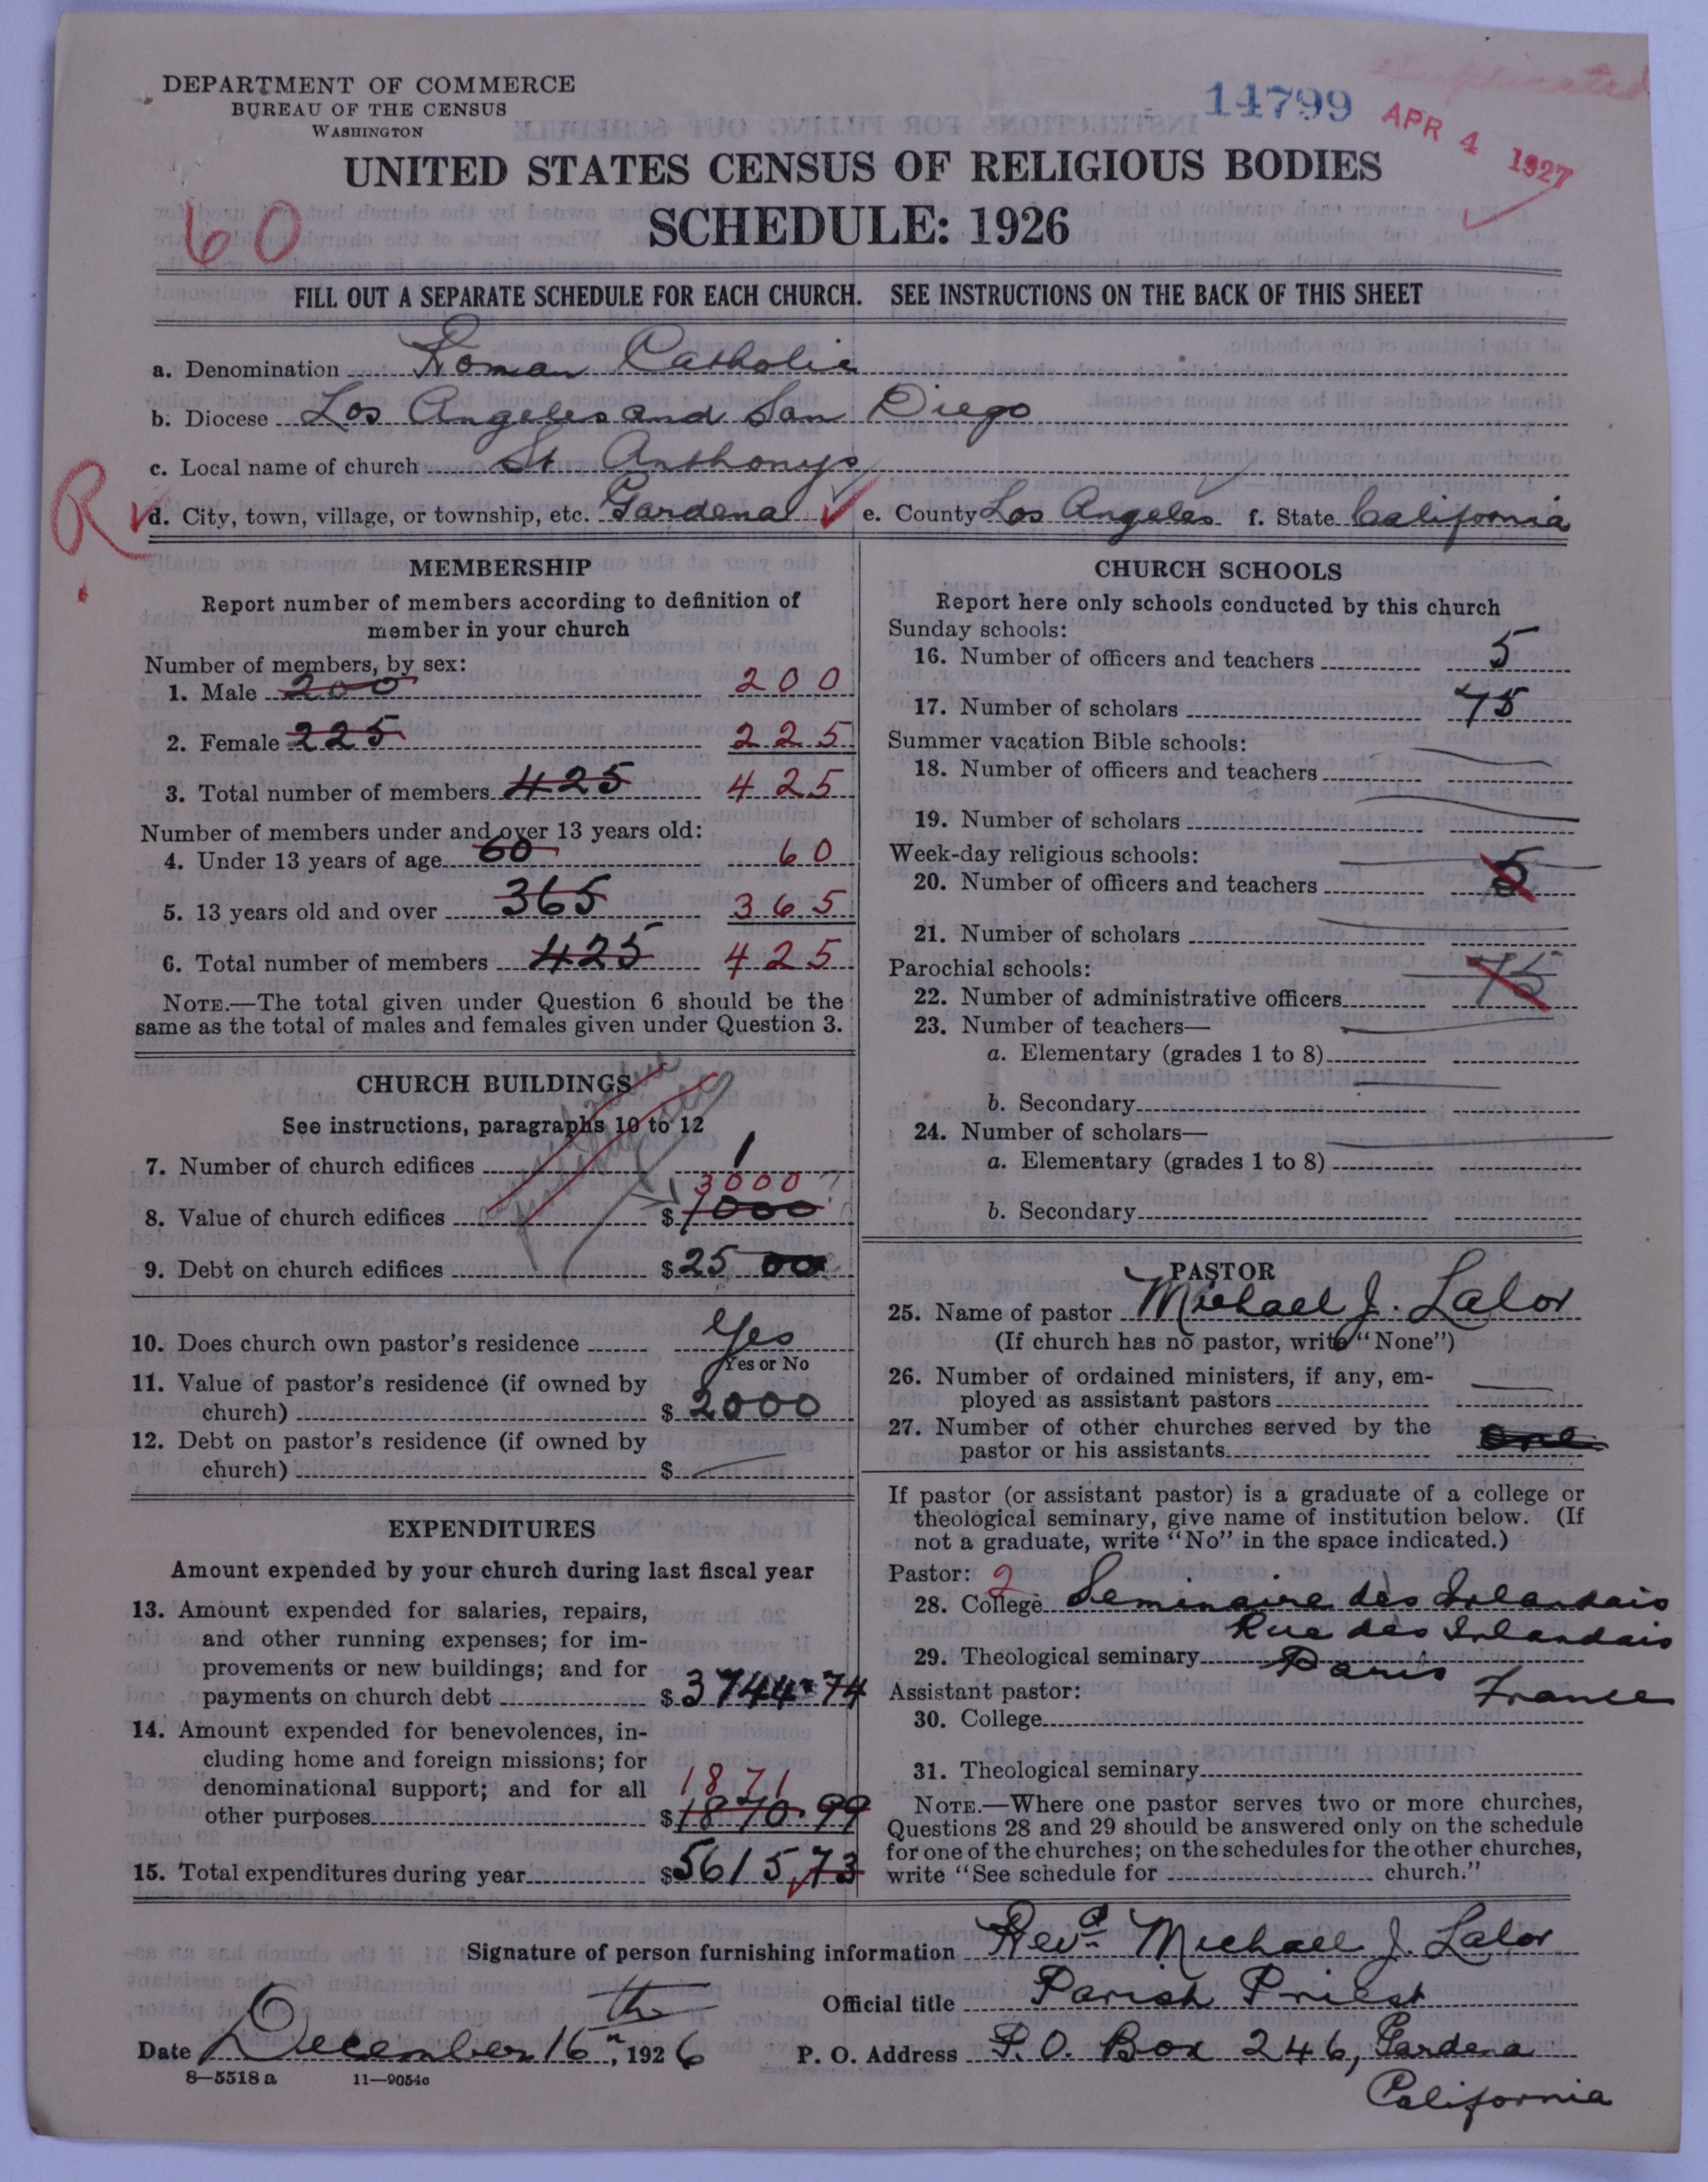 DEPARTMENT OF COMMERCE
BUREAU OF THE CENSUS
WASHINGTON
14799
APR 4 1927
UNITED STATES CENSUS OF RELIGIOUS BODIES
SCHEDULE: 1926
60
FILL OUT A SEPARATE SCHEDULE FOR EACH CHURCH. SEE INSTRUCTIONS ON THE BACK OF THIS SHEET
a. Denomination Roman Catholic
b. Diocese Los Angeles and San Diego
c. Local name of church St Anthonys
R
d. City, town, village, or township, etc. Gardena e. County Los Angeles f. State California
MEMBERSHIP
Report number of members according to definition of
member in your church
Number of members, by sex:
1. Male 200 200
2. Female 225 225
3. Total number of members 425 425
Number of members under and over 13 years old:
4. Under 13 years of age 60 60
5. 13 years old and over 365 365
6. Total number of members 425 425
NOTE.—The total given under Question 6 should be the
same as the total of males and females given under Question 3.
CHURCH BUILDINGS
See instructions, paragraphs 10 to 12
7. Number of church edifices 1
3000?
8. Value of church edifices $ 1000
9. Debt on church edifices $ 25 00
10. Does church own pastor's residence Yes
Yes or No
11. Value of pastor's residence (if owned by
church) $ 2000
12. Debt on pastor's residence (if owned by
church) $
EXPENDITURES
Amount expended by your church during last fiscal year
13. Amount expended for salaries, repairs,
and other running expenses; for im-
provements or new buildings; and for
payments on church debt $ 3744.74
14. Amount expended for benevolences, in-
cluding home and foreign missions; for
denominational support; and for all 1871
other purposes $ 1870.99
15. Total expenditures during year $ 5615.73
CHURCH SCHOOLS
Report here only schools conducted by this church
Sunday schools:
16. Number of officers and teachers 5
17. Number of scholars 75
Summer vacation Bible schools:
18. Number of officers and teachers
19. Number of scholars
Week-day religious schools:
20. Number of officers and teachers 5
21. Number of scholars
Parochial schools: 75
22. Number of administrative officers
23. Number of teachers—
a. Elementary (grades 1 to 8)
b. Secondary
24. Number of scholars—
a. Elementary (grades 1 to 8)
b. Secondary
PASTOR
25. Name of pastor Michael J. Lalor
(If church has no pastor, write "None")
26. Number of ordained ministers, if any, em-
ployed as assistant pastors
27. Number of other churches served by the
pastor or his assistants One
If pastor (or assistant pastor) is a graduate of a college or
theological seminary, give name of institution below. (If
not a graduate, write "No" in the space indicated.)
Pastor: 2
28. College Seminaire des Irlandais
Rue des Irlandais
29. Theological seminary Paris
Assistant pastor: France
30. College
31. Theological seminary
NOTE.—Where one pastor serves two or more churches,
Questions 28 and 29 should be answered only on the schedule
for one of the churches; on the schedules for the other churches,
write "See schedule for church."
Signature of person furnishing information Revd Michael J. Lalor
Official title Parish Priest
Date December 16th, 1926 P. O. Address P.O. Box 246, Gardena
California
8—5518 a 11—9054c